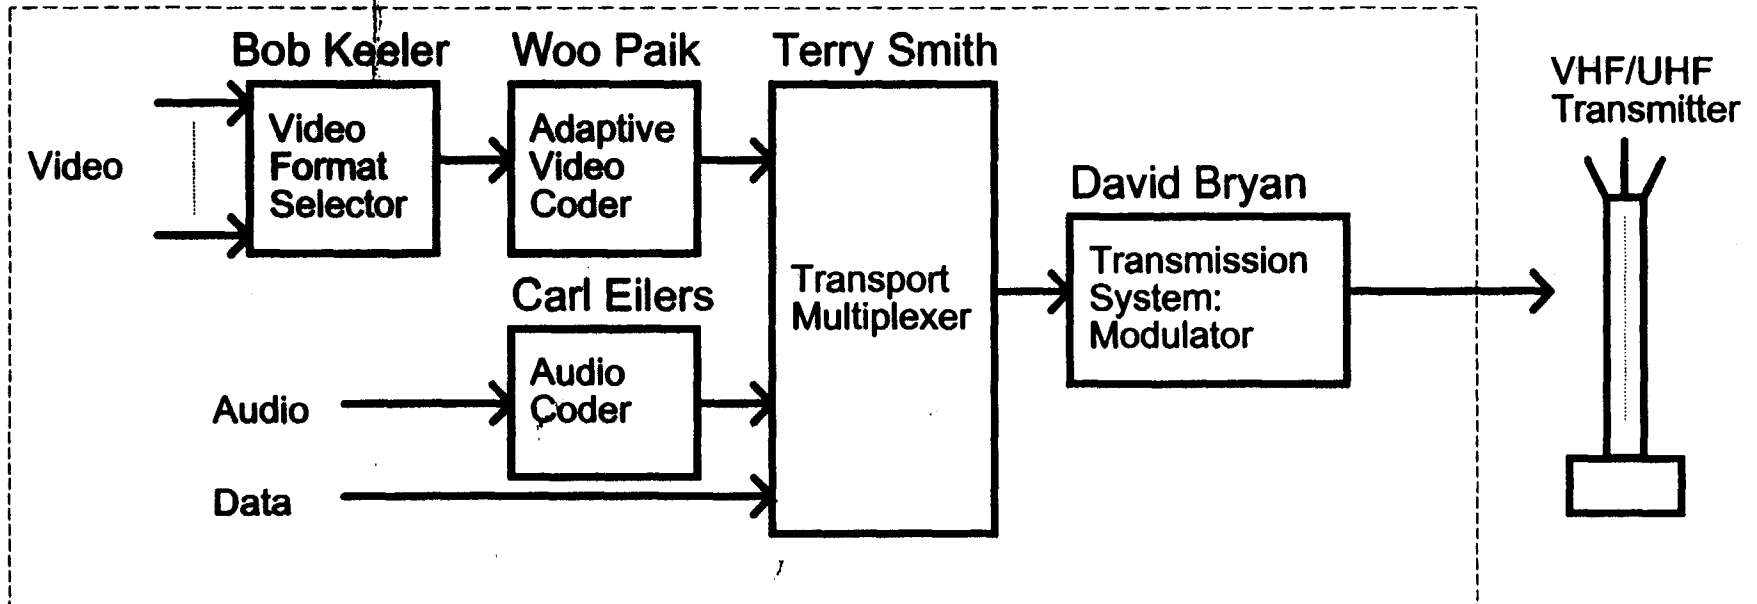 Bob Keeler
Woo Paik
Terry Smith
VHF/UHF
Transmitter
Video
Video
Format
Selector
Adaptive
Video
Coder
David Bryan
Carl Eilers
Transport
Multiplexer
Transmission
System:
Modulator
Audio
Audio
Coder
Data